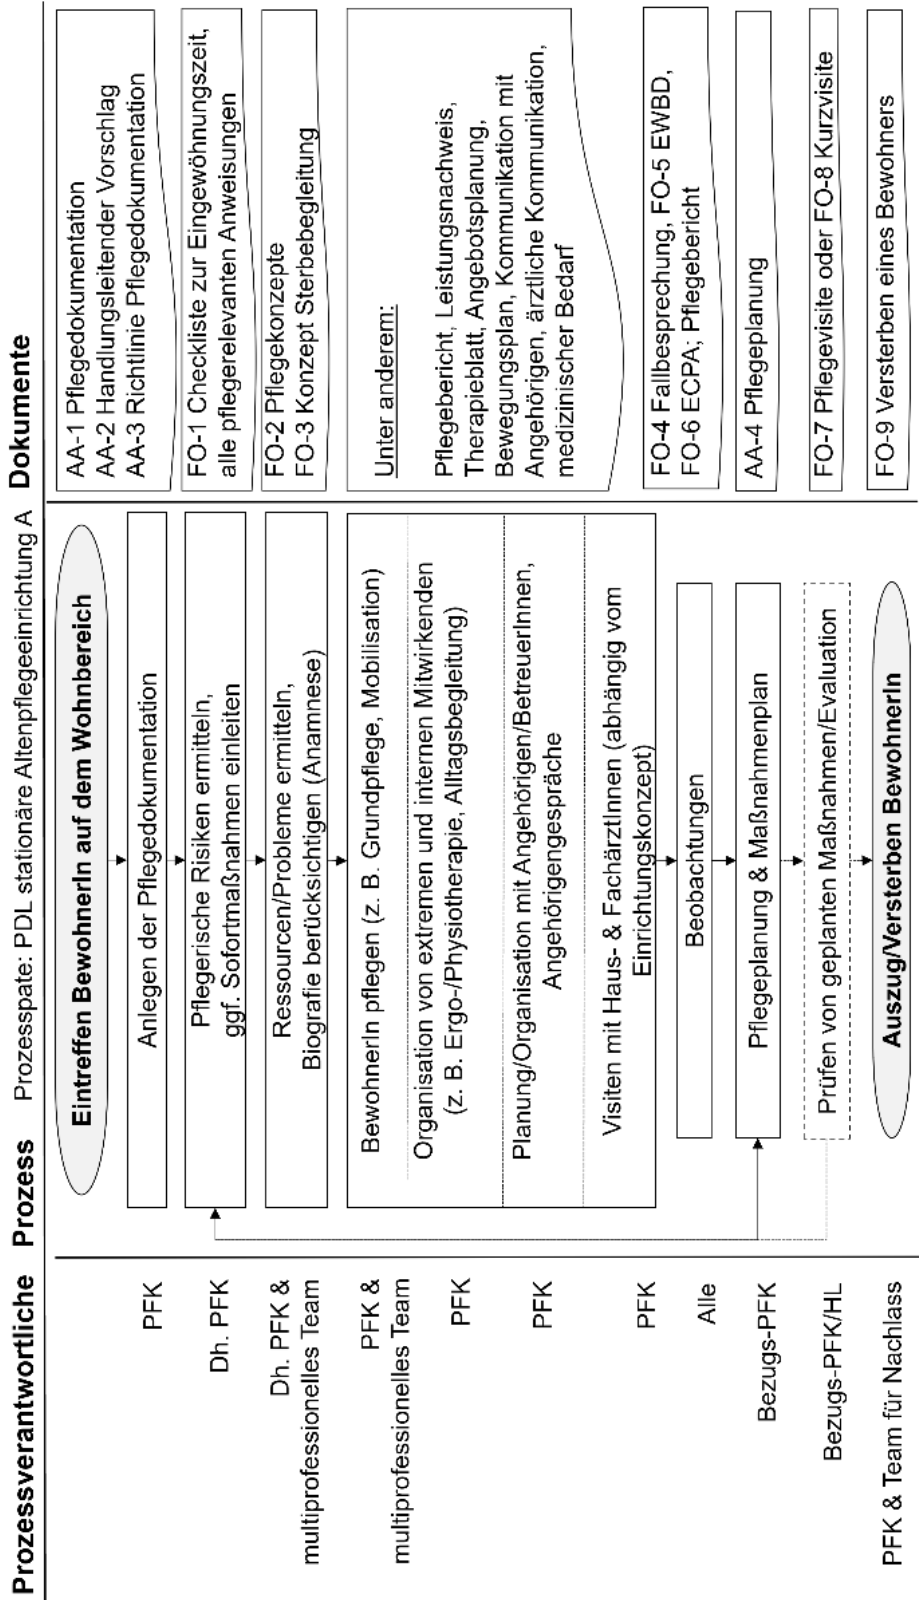 Prozessverantwortliche
Prozess
Prozesspate: PDL stationäre Altenpflegeeinrichtung A
Dokumente
Eintreffen BewohnerIn auf dem Wohnbereich
AA-1 Pflegedokumentation
AA-2 Handlungsleitender Vorschlag
AA-3 Richtlinie Pflegedokumentation
PFK
Anlegen der Pflegedokumentation
Dh. PFK
Pflegerische Risiken ermitteln,
ggf. Sofortmaßnahmen einleiten
FO-1 Checkliste zur Eingewöhnungszeit,
alle pflegerelevanten Anweisungen
Dh. PFK &
multiprofessionelles Team
Ressourcen/Probleme ermitteln,
Biografie berücksichtigen (Anamnese)
FO-2 Pflegekonzepte
FO-3 Konzept Sterbebegleitung
PFK &
multiprofessionelles Team
BewohnerIn pflegen (z. B. Grundpflege, Mobilisation)
PFK
Organisation von extremen und internen Mitwirkenden
(z. B. Ergo-/Physiotherapie, Alltagsbegleitung)
PFK
Planung/Organisation mit Angehörigen/BetreuerInnen,
Angehörigengespräche
PFK
Visiten mit Haus- & FachärztInnen (abhängig vom
Einrichtungskonzept)
Unter anderem:
Pflegebericht, Leistungsnachweis,
Therapieblatt, Angebotsplanung,
Bewegungsplan, Kommunikation mit
Angehörigen, ärztliche Kommunikation,
medizinischer Bedarf
Alle
Beobachtungen
FO-4 Fallbesprechung, FO-5 EWBD,
FO-6 ECPA; Pflegebericht
Bezugs-PFK
Pflegeplanung & Maßnahmenplan
AA-4 Pflegeplanung
Bezugs-PFK/HL
Prüfen von geplanten Maßnahmen/Evaluation
FO-7 Pflegevisite oder FO-8 Kurzvisite
PFK & Team für Nachlass
Auszug/Versterben BewohnerIn
FO-9 Versterben eines Bewohners